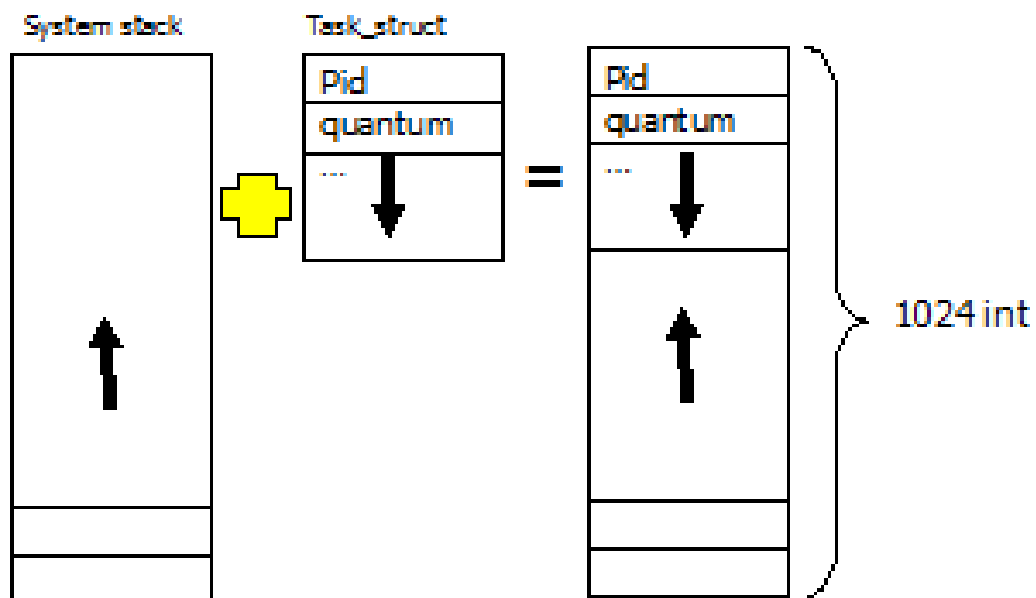 System stack
Task_struct
Pid
quantum
...
=
Pid
quantum
...
1024 int